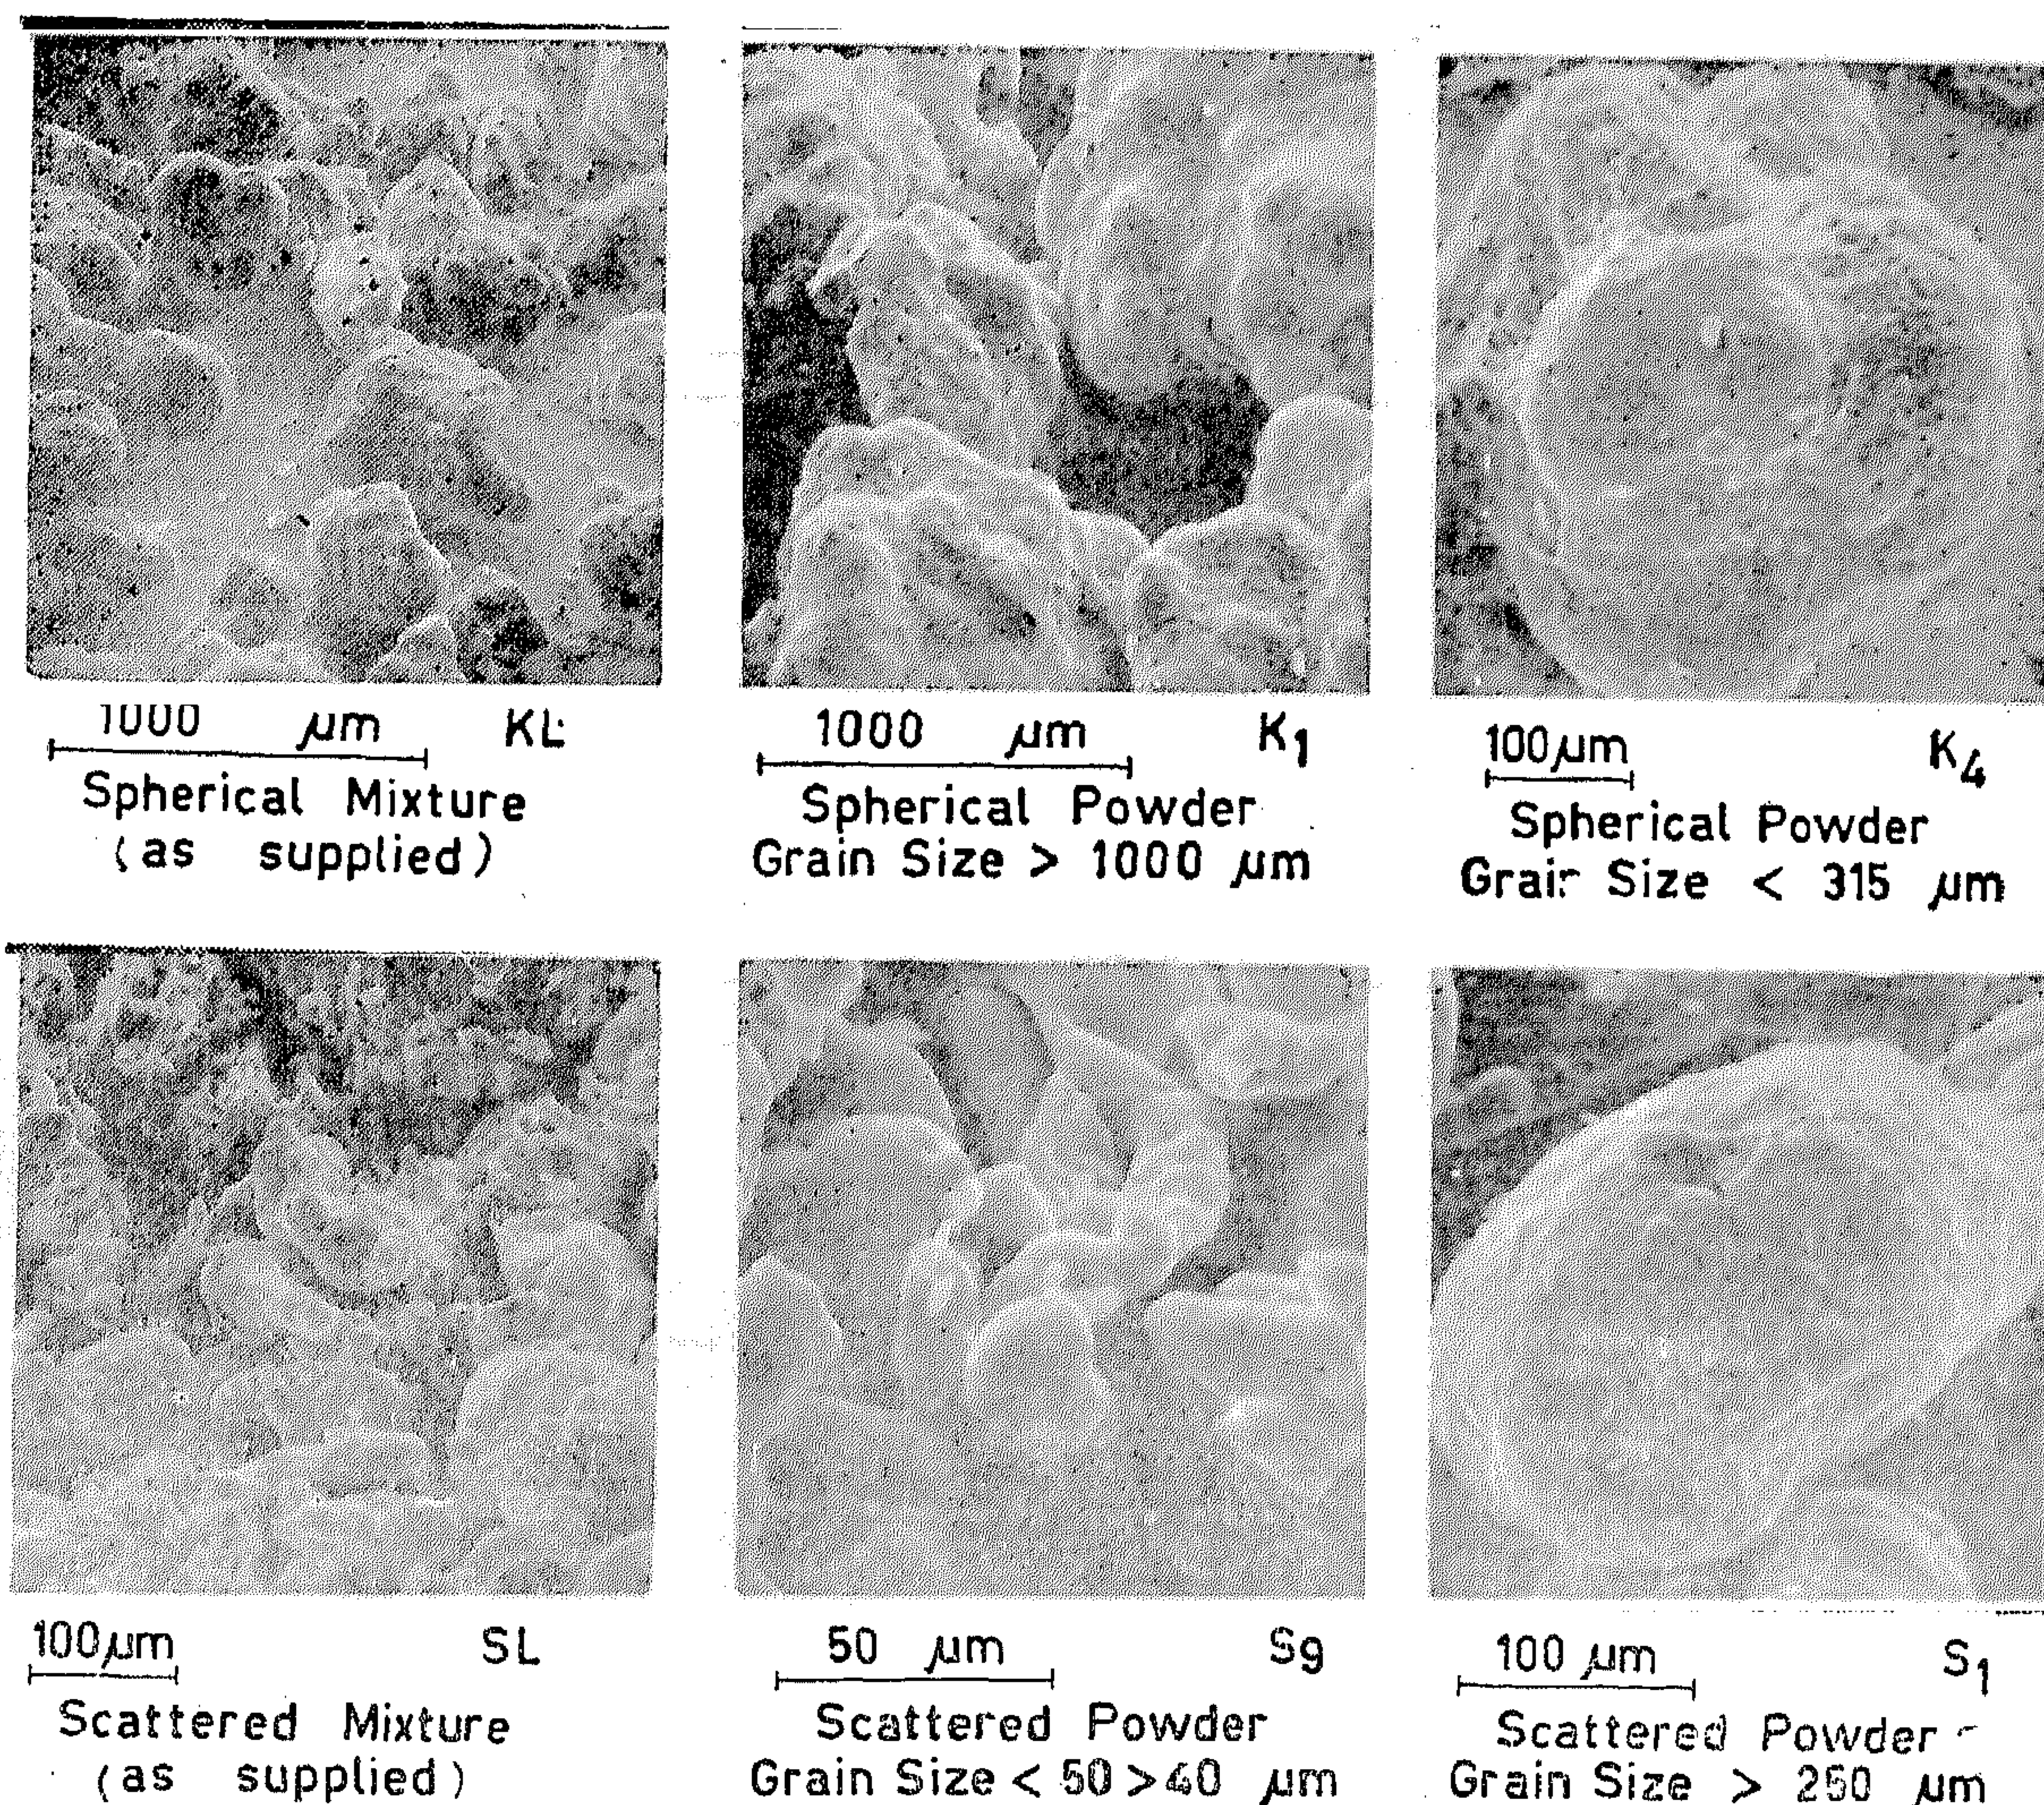 1000 µm KL
Spherical Mixture
(as supplied)
1000 µm K1
Spherical Powder
Grain Size > 1000 µm
100µm K4
Spherical Powder
Grain Size < 315 µm
100µm SL
Scattered Mixture
(as supplied)
50 µm S9
Scattered Powder
Grain Size < 50 > 40 µm
100 µm S1
Scattered Powder
Grain Size > 250 µm